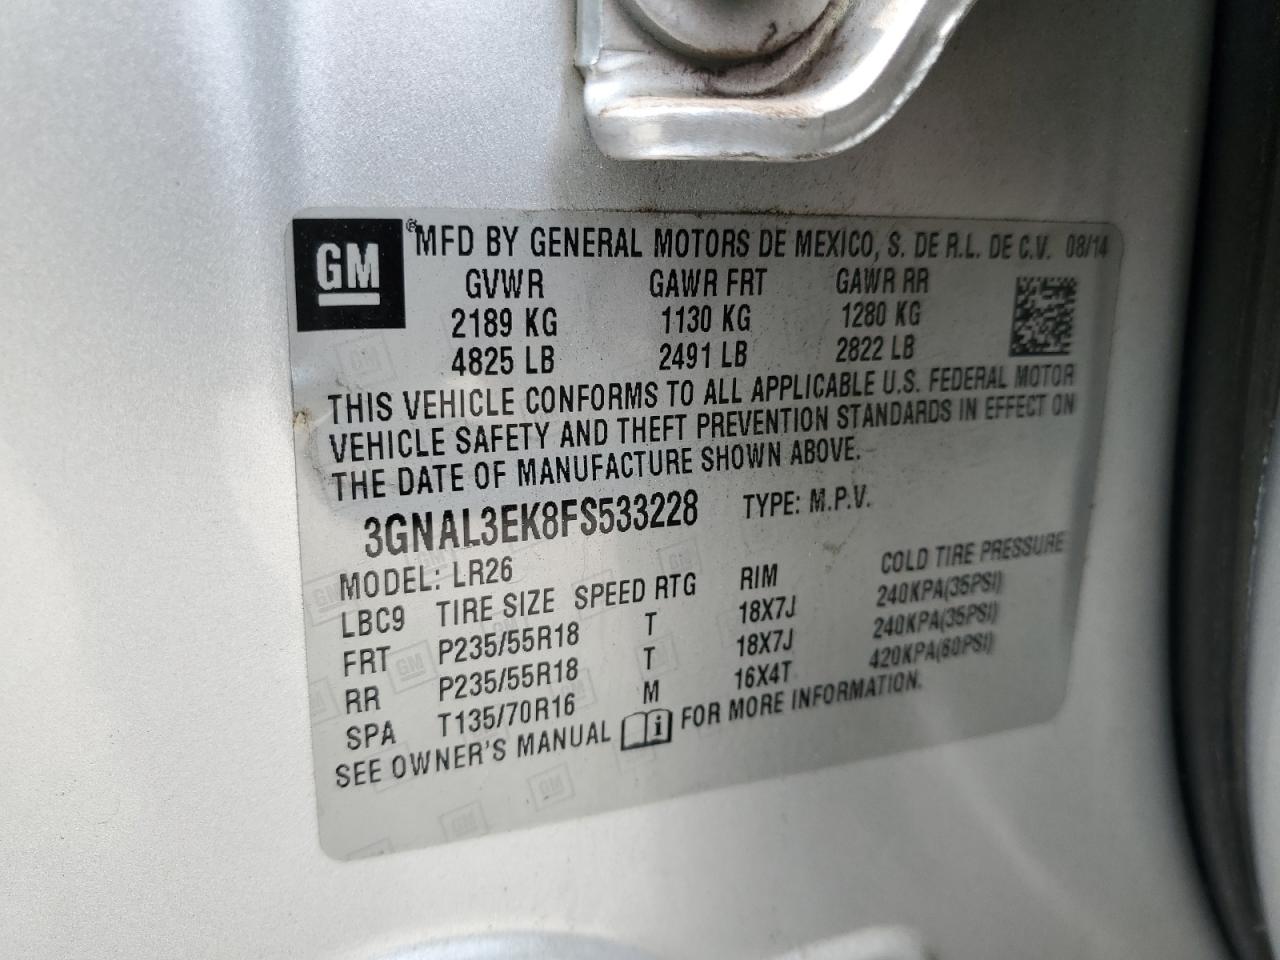 GM
® MFD BY GENERAL MOTORS DE MEXICO, S. DE R.L. DE C.V. 08/14
GVWR GAWR FRT GAWR RR
2189 KG 1130 KG 1280 KG
4825 LB 2491 LB 2822 LB
THIS VEHICLE CONFORMS TO ALL APPLICABLE U.S. FEDERAL MOTOR
VEHICLE SAFETY AND THEFT PREVENTION STANDARDS IN EFFECT ON
THE DATE OF MANUFACTURE SHOWN ABOVE.
3GNAL3EK8FS533228 TYPE: M.P.V.
MODEL: LR26
LBC9 TIRE SIZE SPEED RTG RIM COLD TIRE PRESSURE
FRT P235/55R18 T 18X7J 240KPA(35PSI)
RR P235/55R18 T 18X7J 240KPA(35PSI)
SPA T135/70R16 M 16X4T 420KPA(60PSI)
SEE OWNER'S MANUAL i FOR MORE INFORMATION.